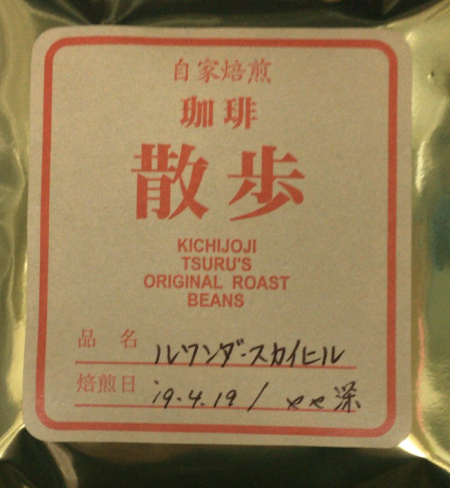 自家焙煎
珈琲
散歩
KICHIJOJI
TSURU'S
ORIGINAL ROAST
BEANS
品名 ルワンダ・スカイヒル
焙煎日 '19.4.19 / やや深